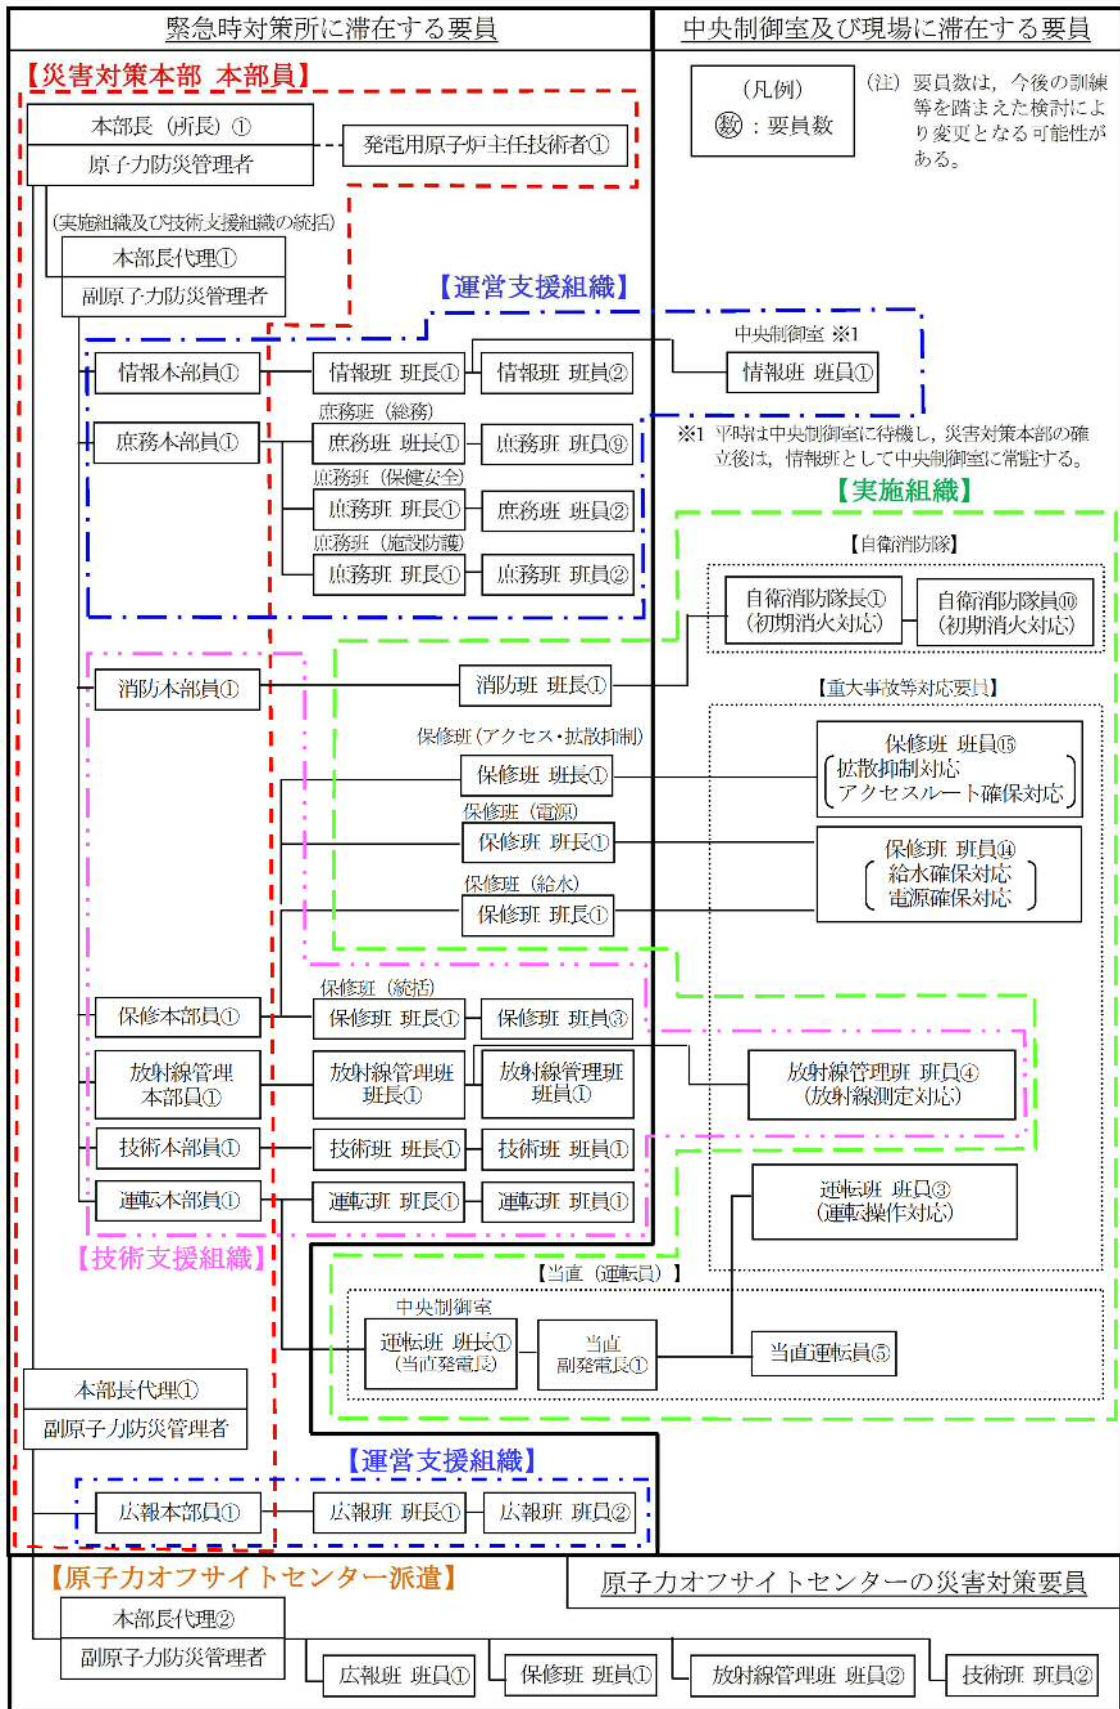 緊急時対策所に滞在する要員
中央制御室及び現場に滞在する要員
【災害対策本部 本部員】
本部長（所長）①
原子力防災管理者
発電用原子炉主任技術者①
(凡例)
数：要員数
(注) 要員数は，今後の訓練
等を踏まえた検討によ
り変更となる可能性が
ある。
(実施組織及び技術支援組織の統括)
本部長代理①
副原子力防災管理者
【運営支援組織】
中央制御室 ※1
情報本部員①
情報班 班長①
情報班 班員②
情報班 班員①
庶務班（総務）
庶務本部員①
庶務班 班長①
庶務班 班員⑨
※1 平時は中央制御室に待機し，災害対策本部の確
立後は，情報班として中央制御室に常駐する。
庶務班（保健安全）
庶務班 班長①
庶務班 班員②
【実施組織】
庶務班（施設防護）
庶務班 班長①
庶務班 班員②
【自衛消防隊】
自衛消防隊長①
(初期消火対応)
自衛消防隊員⑩
(初期消火対応)
消防本部員①
消防班 班長①
【重大事故等対応要員】
保修班(アクセス・拡散抑制)
保修班 班長①
保修班 班員⑮
拡散抑制対応
アクセスルート確保対応
保修班（電源）
保修班 班長①
保修班 班員⑭
給水確保対応
電源確保対応
保修班（給水）
保修班 班長①
保修班（統括）
保修本部員①
保修班 班長①
保修班 班員③
放射線管理
本部員①
放射線管理班
班長①
放射線管理班
班員①
放射線管理班 班員④
(放射線測定対応)
技術本部員①
技術班 班長①
技術班 班員①
運転本部員①
運転班 班長①
運転班 班員①
運転班 班員③
(運転操作対応)
【技術支援組織】
【当直（運転員）】
中央制御室
運転班 班長①
(当直発電長)
当直
副発電長①
当直運転員⑤
本部長代理①
副原子力防災管理者
【運営支援組織】
広報本部員①
広報班 班長①
広報班 班員②
【原子力オフサイトセンター派遣】
原子力オフサイトセンターの災害対策要員
本部長代理②
副原子力防災管理者
広報班 班員①
保修班 班員①
放射線管理班 班員②
技術班 班員②